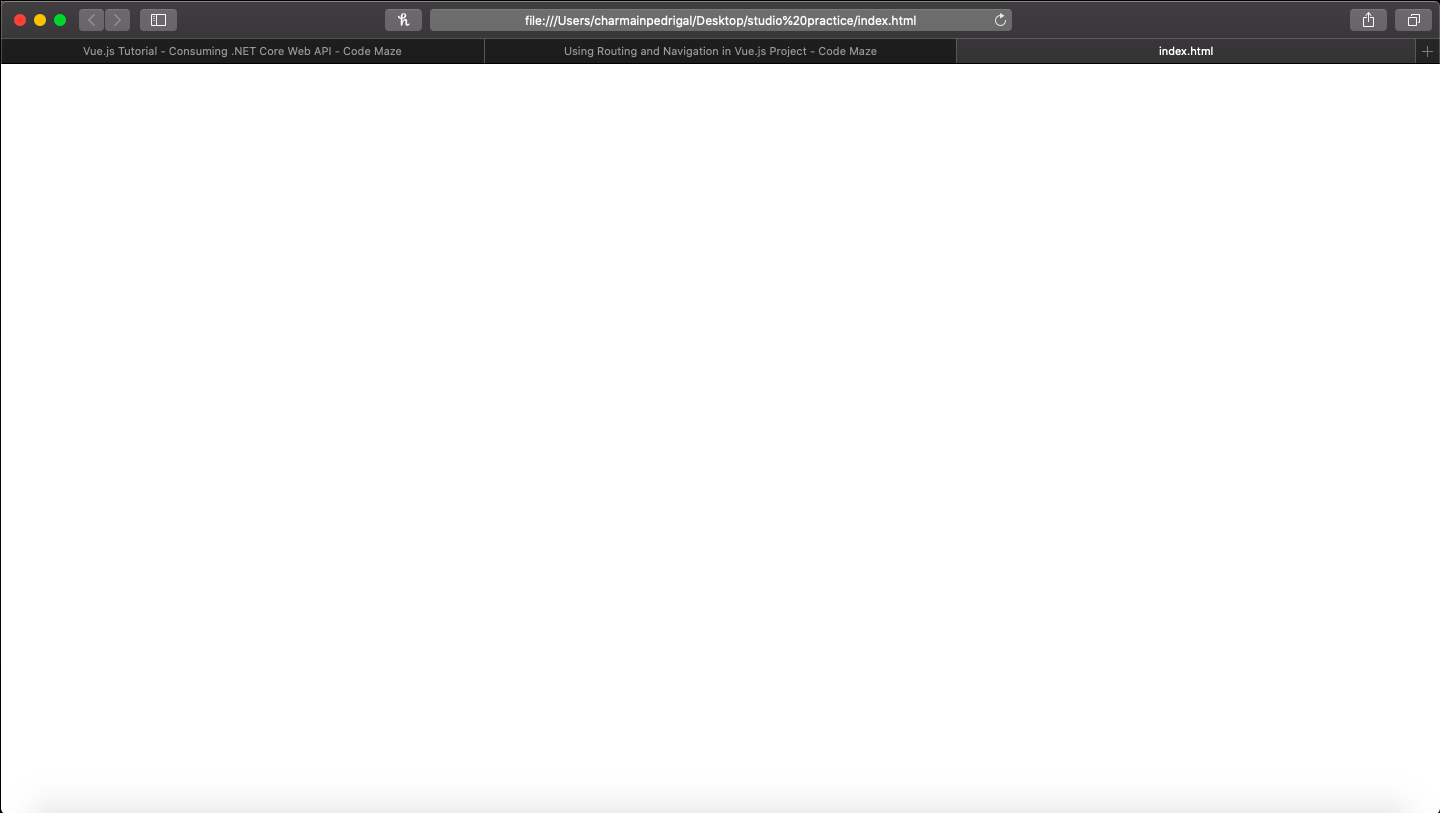 file:///Users/charmainpedrigal/Desktop/studio%20practice/index.html
Vue.js Tutorial - Consuming .NET Core Web API - Code Maze
Using Routing and Navigation in Vue.js Project - Code Maze
index.html